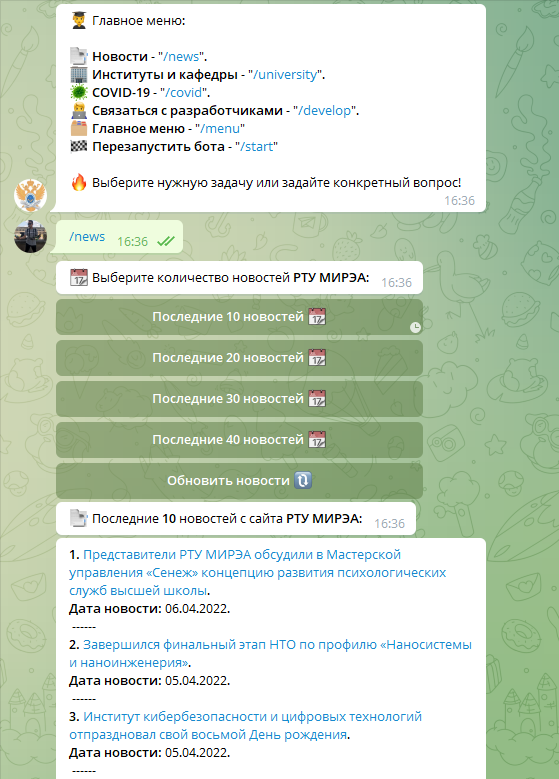 Главное меню:
Новости - "/news".
Институты и кафедры - "/university".
COVID-19 - "/covid".
Связаться с разработчиками - "/develop".
Главное меню - "/menu"
Перезапустить бота - "/start"
Выберите нужную задачу или задайте конкретный вопрос!
16:36
/news 16:36
17 Выберите количество новостей РТУ МИРЭА: 16:36
Последние 10 новостей 17
Последние 20 новостей 17
Последние 30 новостей 17
Последние 40 новостей 17
Обновить новости
Последние 10 новостей с сайта РТУ МИРЭА: 16:36
1. Представители РТУ МИРЭА обсудили в Мастерской
управления «Сенеж» концепцию развития психологических
служб высшей школы.
Дата новости: 06.04.2022.
------
2. Завершился финальный этап НТО по профилю «Наносистемы
и наноинженерия».
Дата новости: 05.04.2022.
------
3. Институт кибербезопасности и цифровых технологий
отпраздновал свой восьмой День рождения.
Дата новости: 05.04.2022.
------